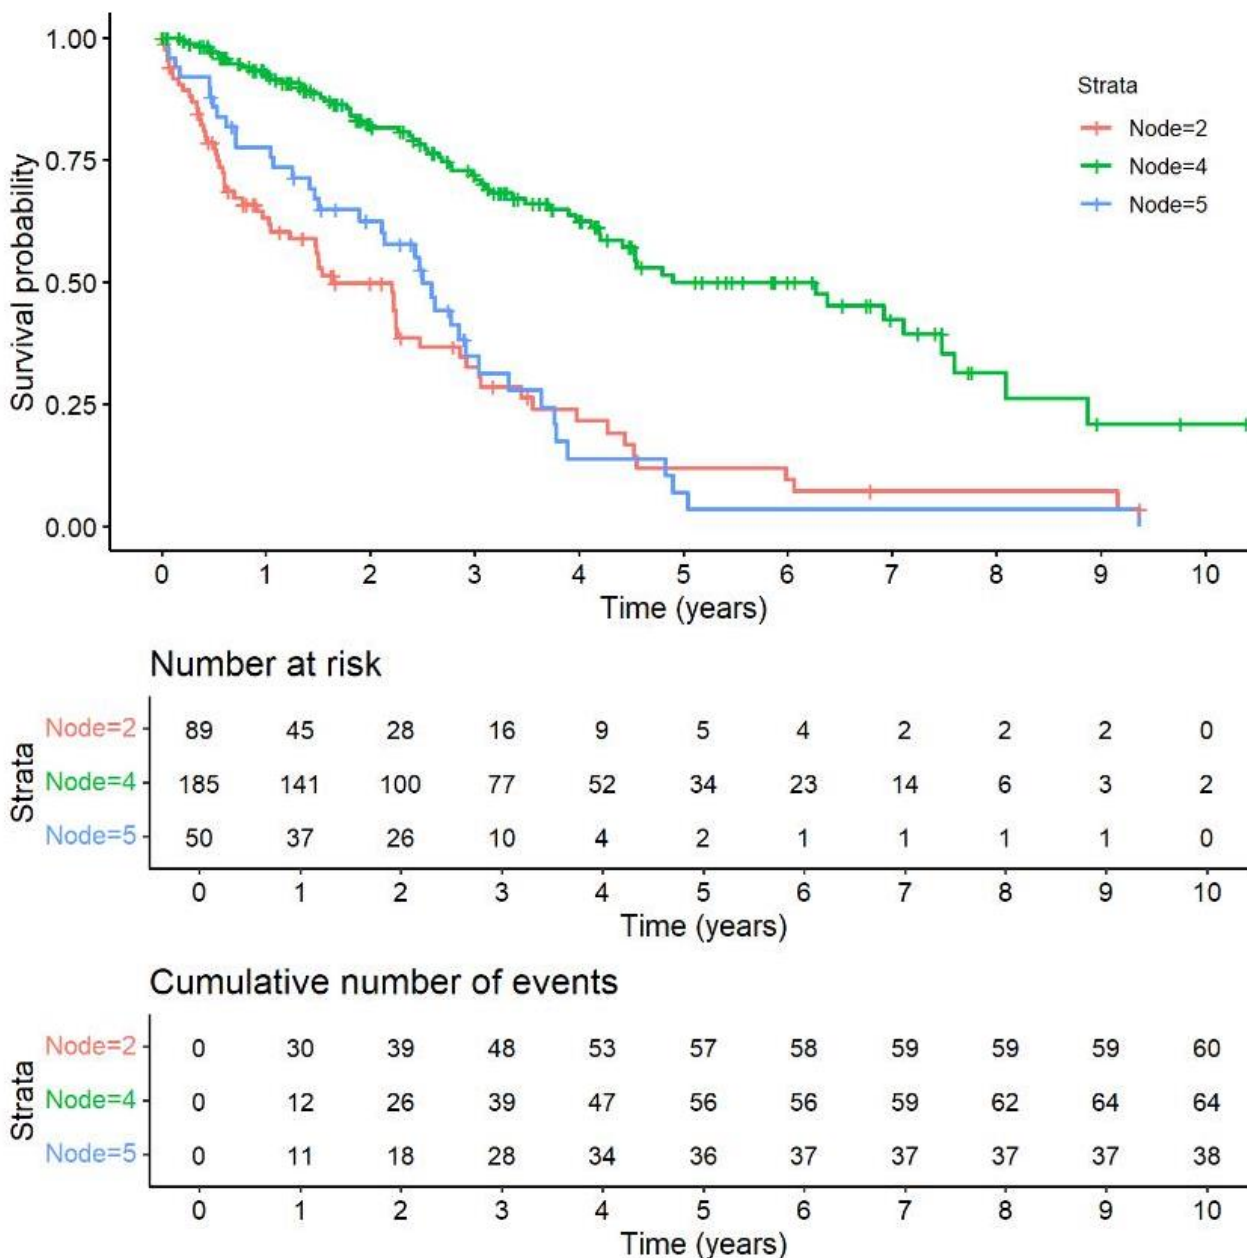 1.00
0.75
0.50
0.25
0.00
Survival probability
Strata
Node=2
Node=4
Node=5
0 1 2 3 4 5 6 7 8 9 10
Time (years)
Number at risk
Strata
Node=2 89 45 28 16 9 5 4 2 2 2 0
Node=4 185 141 100 77 52 34 23 14 6 3 2
Node=5 50 37 26 10 4 2 1 1 1 1 0
0 1 2 3 4 5 6 7 8 9 10
Time (years)
Cumulative number of events
Strata
Node=2 0 30 39 48 53 57 58 59 59 59 60
Node=4 0 12 26 39 47 56 56 59 62 64 64
Node=5 0 11 18 28 34 36 37 37 37 37 38
0 1 2 3 4 5 6 7 8 9 10
Time (years)